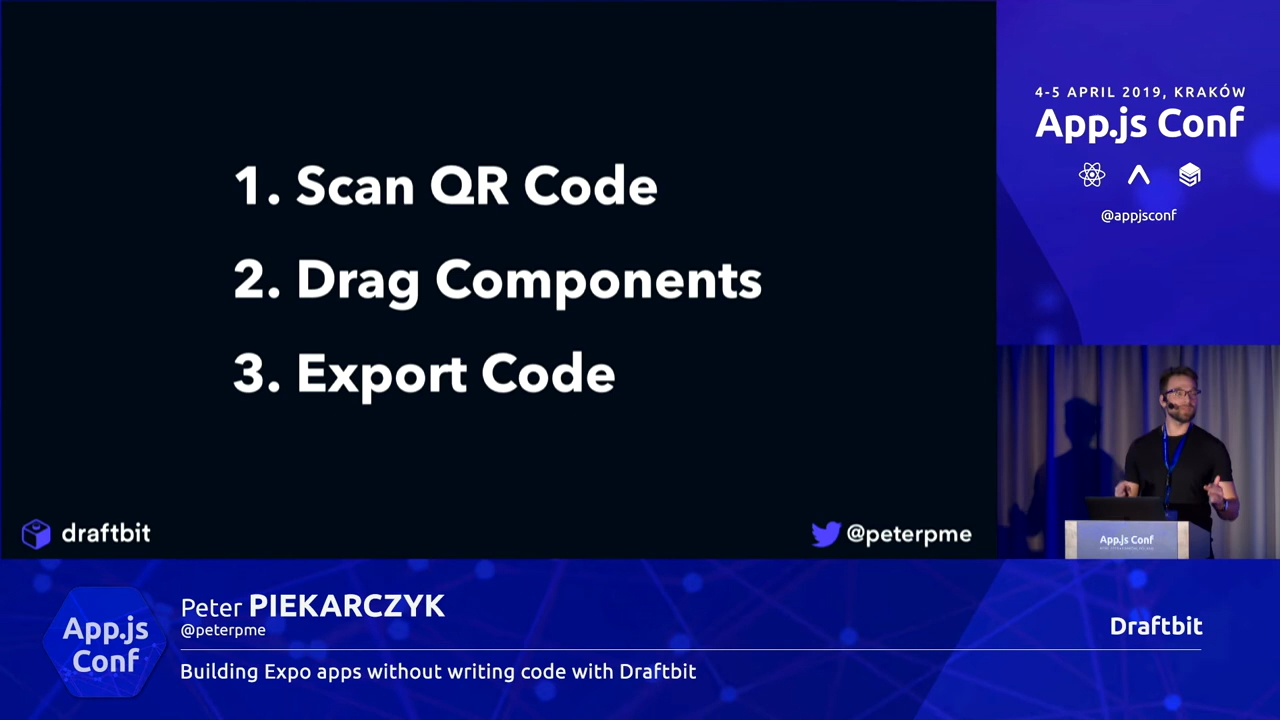 1. Scan QR Code
2. Drag Components
3. Export Code
draftbit
@peterpme
4-5 APRIL 2019, KRAKÓW
App.js Conf
@appjsconf
App.js Conf
App.js
Conf
Peter PIEKARCZYK
@peterpme
Building Expo apps without writing code with Draftbit
Draftbit